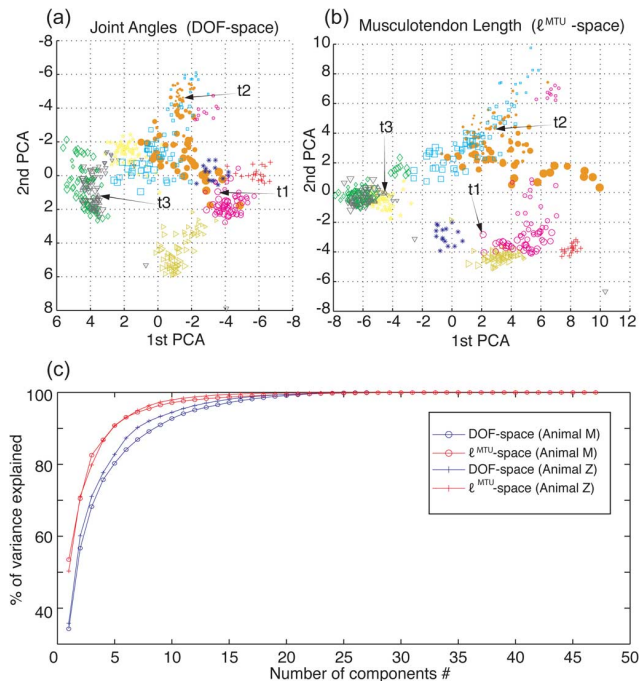 (a) Joint Angles (DOF-space)
(b) Musculotendon Length (ℓMTU -space)
-8
-6
-4
-2
0
2
4
6
8
2nd PCA
6 4 2 0 -2 -4 -6 -8
1st PCA
t2
t1
t3
10
8
6
4
2
0
-2
-4
-6
-8
2nd PCA
-8 -6 -4 -2 0 2 4 6 8 10
1st PCA
t3
t2
t1
(c)
100
80
60
40
% of variance explained
0 5 10 15 20 25 30 35 40 45 50
Number of components #
DOF-space (Animal M)
ℓMTU-space (Animal M)
DOF-space (Animal Z)
ℓMTU-space (Animal Z)